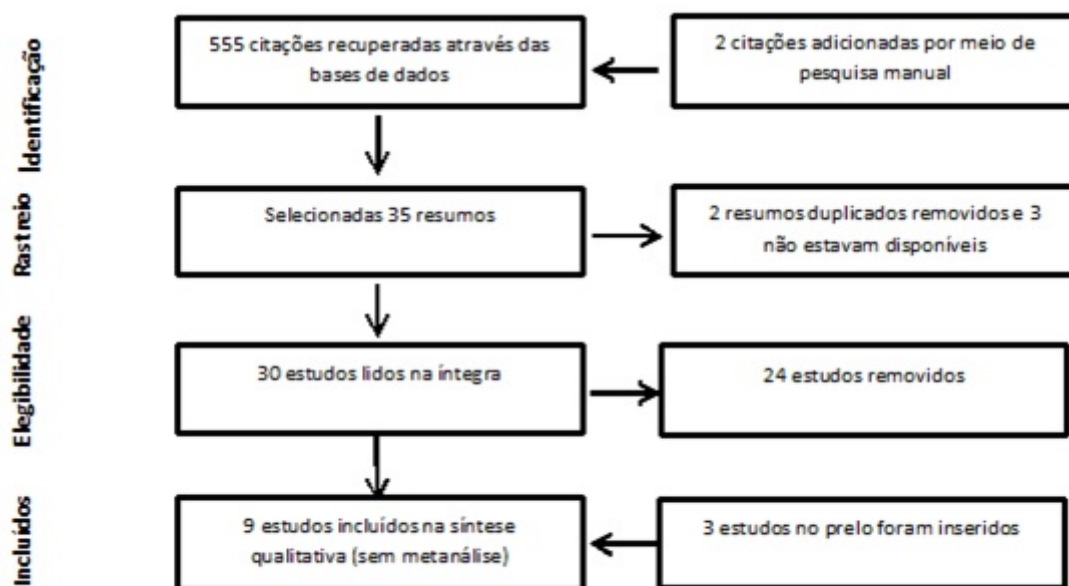 Identificação
555 citações recuperadas através das
bases de dados
2 citações adicionadas por meio de
pesquisa manual
Rastreio
Selecionadas 35 resumos
2 resumos duplicados removidos e 3
não estavam disponíveis
Elegibilidade
30 estudos lidos na íntegra
24 estudos removidos
Incluídos
9 estudos incluídos na síntese
qualitativa (sem metanálise)
3 estudos no prelo foram inseridos